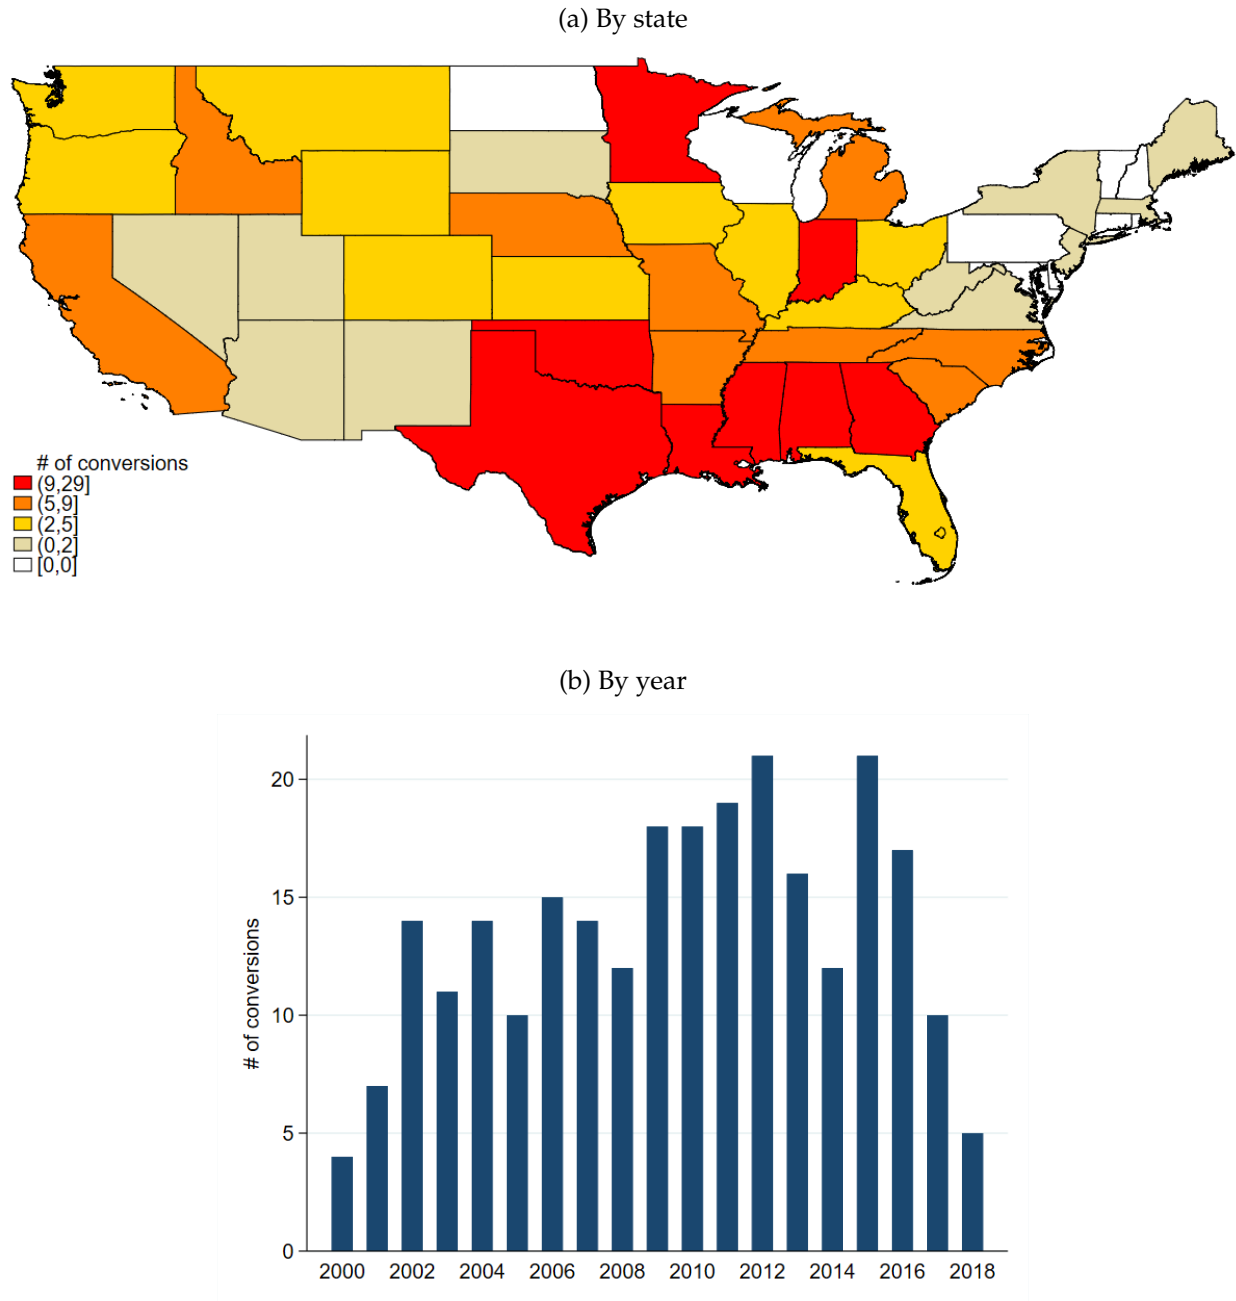 (a) By state
# of conversions
(9,29]
(5,9]
(2,5]
(0,2]
[0,0]
(b) By year
# of conversions
20
15
10
5
0
2000 2002 2004 2006 2008 2010 2012 2014 2016 2018